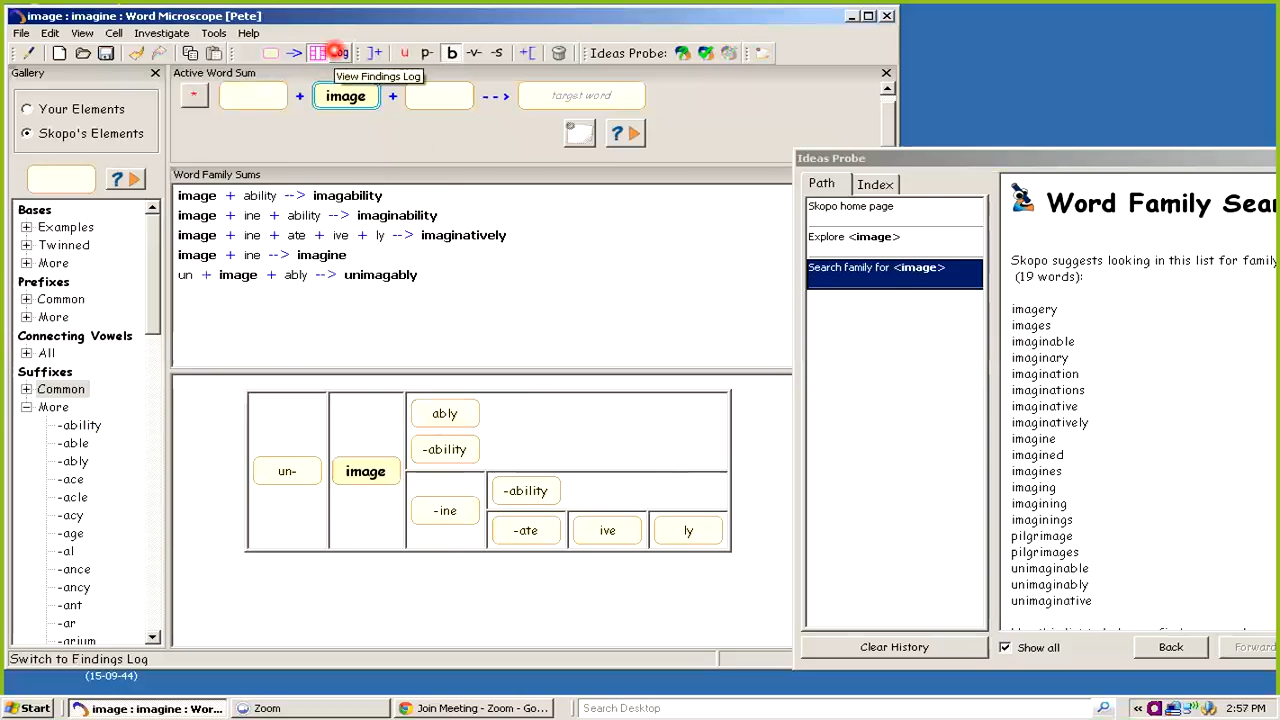 image : imagine : Word Microscope [Pete]
File Edit View Cell Investigate Tools Help
-> Log ]+ u p- b -v- -s +[ Ideas Probe:
View Findings Log
Gallery
Your Elements
Skopo's Elements
?
Bases
Examples
Twinned
More
Prefixes
Common
More
Connecting Vowels
All
Suffixes
Common
More
-ability
-able
-ably
-ace
-acle
-acy
-age
-al
-ance
-ancy
-ant
-ar
-arium
Active Word Sum
* + image + --> target word
?
Word Family Sums
image + ability --> imagability
image + ine + ability --> imaginability
image + ine + ate + ive + ly --> imaginatively
image + ine --> imagine
un + image + ably --> unimagably
un-
image
ably
-ability
-ine
-ability
-ate ive ly
Ideas Probe
Path Index
Skopo home page
Explore <image>
Search family for <image>
Clear History
Word Family Sea
Skopo suggests looking in this list for family
(19 words):
imagery
images
imaginable
imaginary
imagination
imaginations
imaginative
imaginatively
imagine
imagined
imagines
imaging
imagining
imaginings
pilgrimage
pilgrimages
unimaginable
unimaginably
unimaginative
Show all Back Forward
Switch to Findings Log
(15-09-44)
Start image : imagine : Wor... Zoom Join Meeting - Zoom - Go... Search Desktop « 2:57 PM